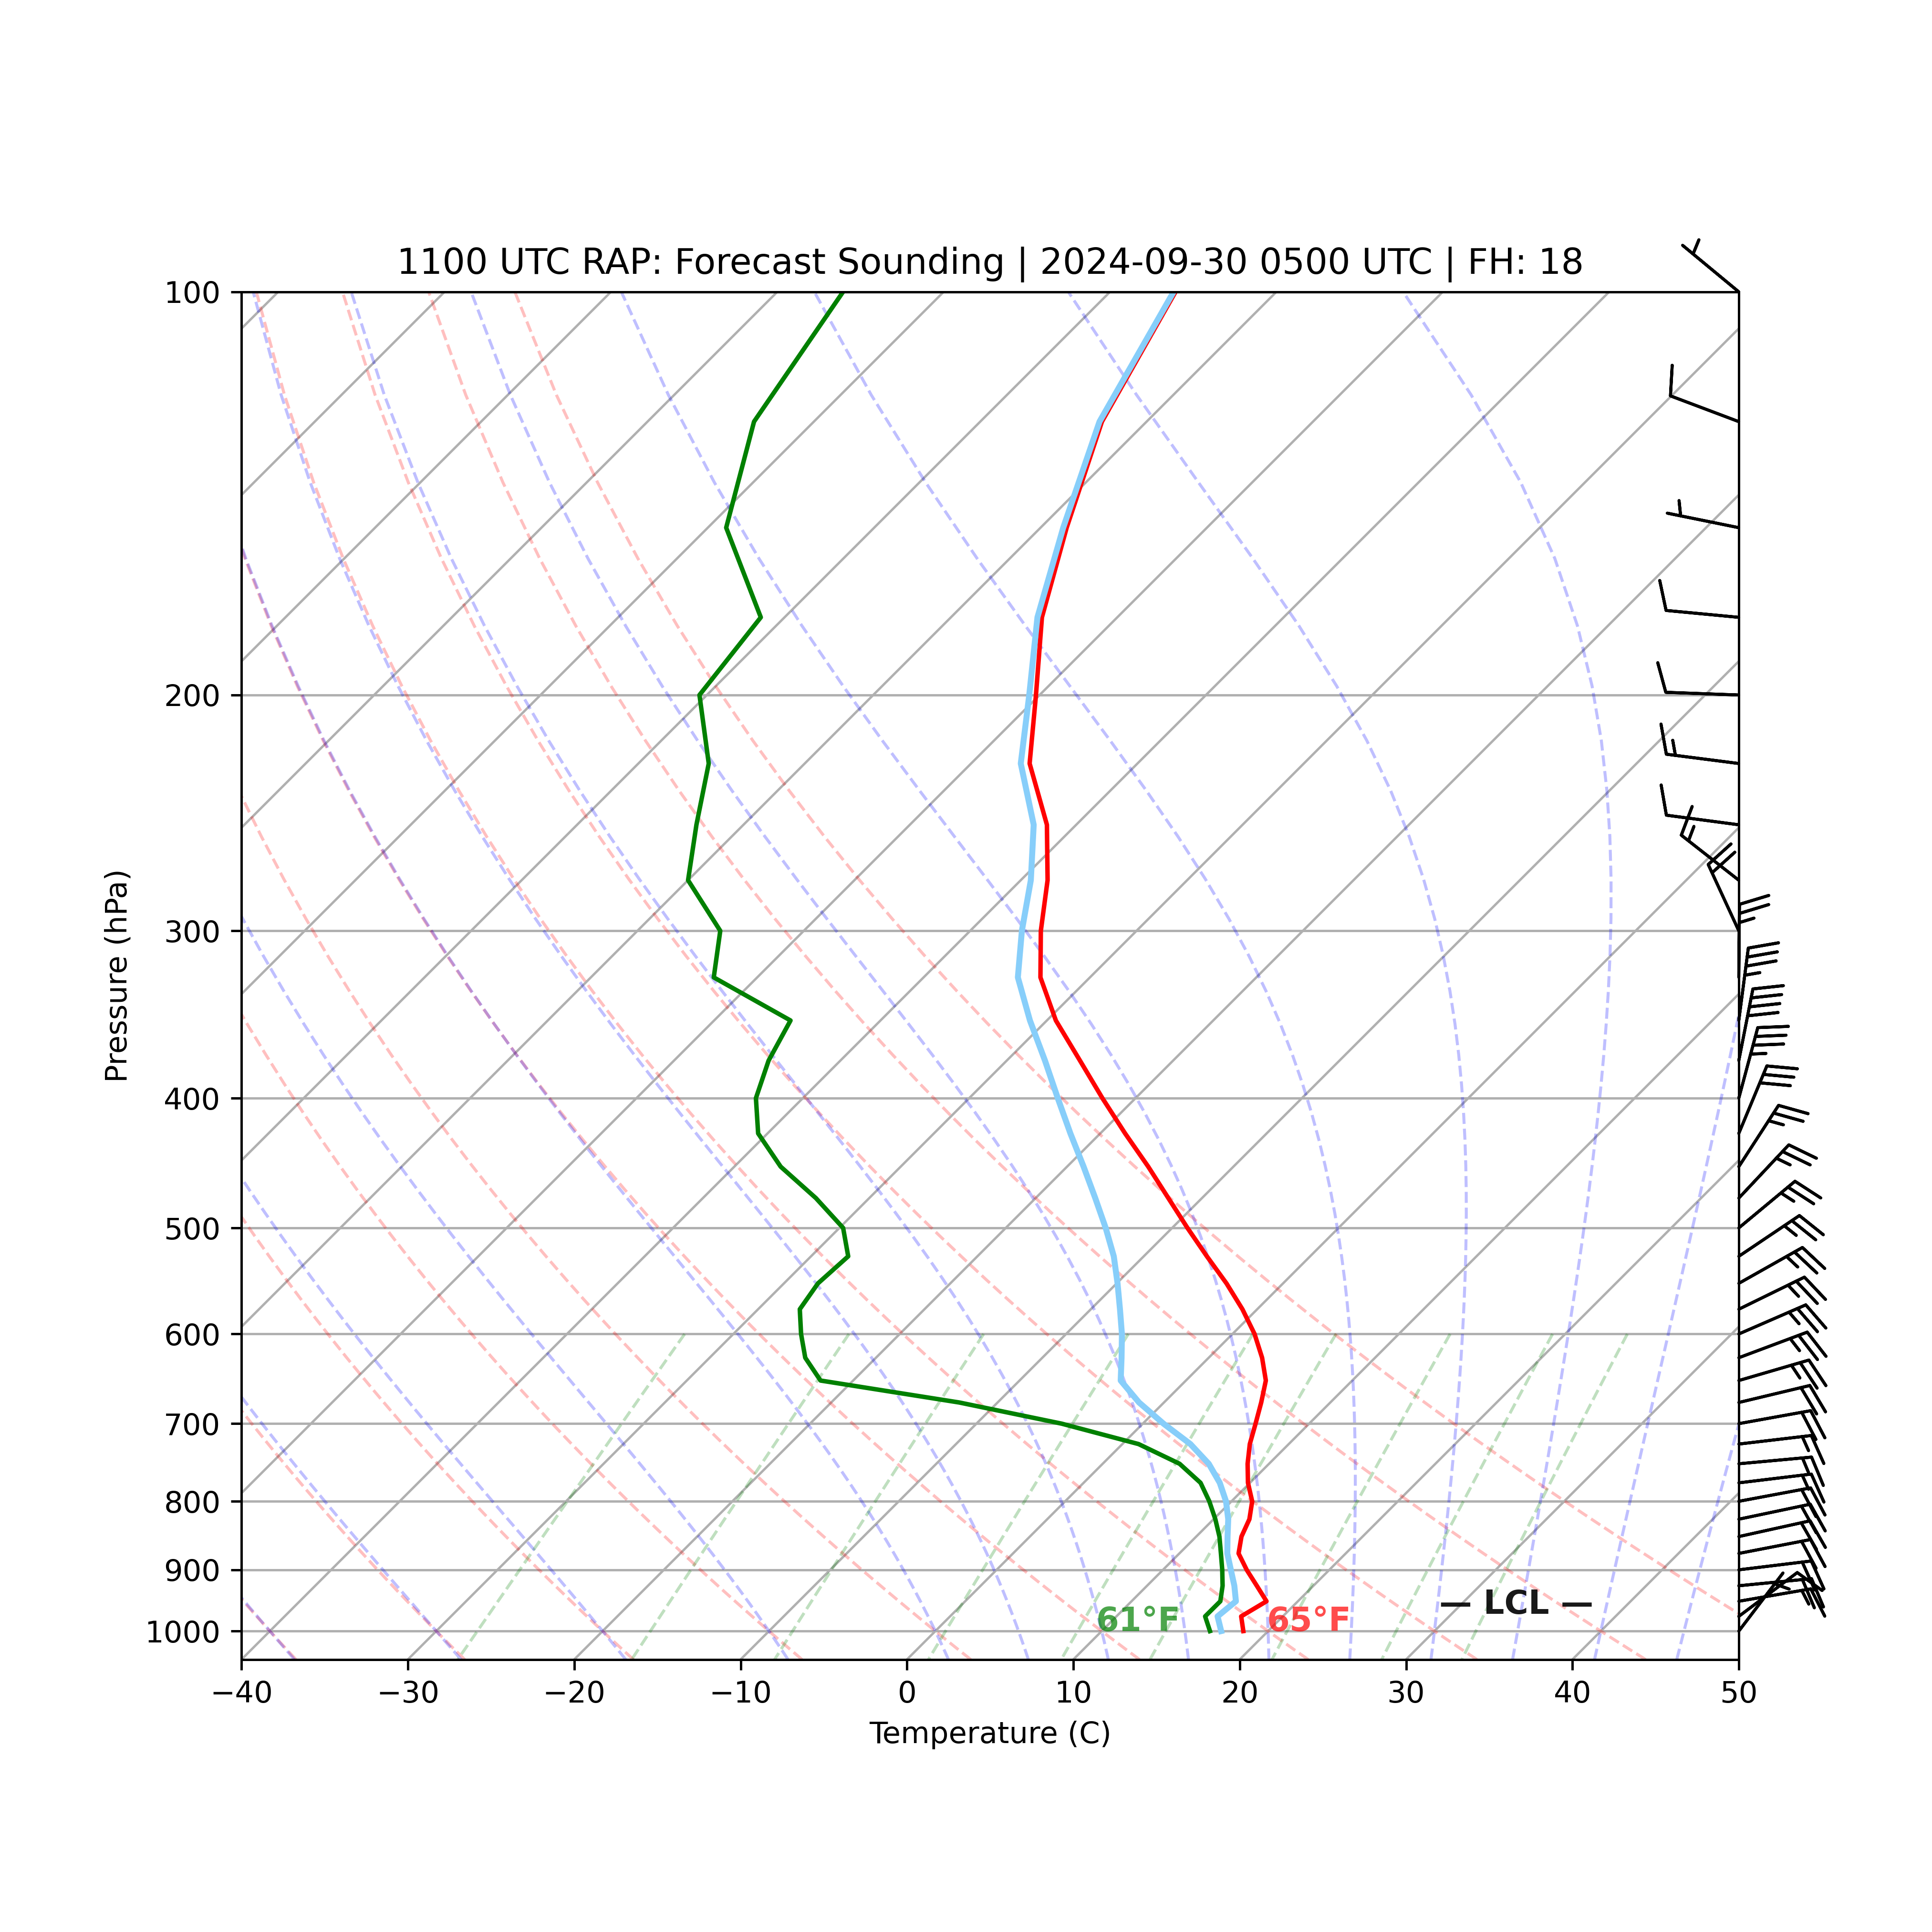 1100 UTC RAP: Forecast Sounding | 2024-09-30 0500 UTC | FH: 18
100
200
300
400
500
600
700
800
900
1000
Pressure (hPa)
61°F
65°F
— LCL —
−40 −30 −20 −10 0 10 20 30 40 50
Temperature (C)